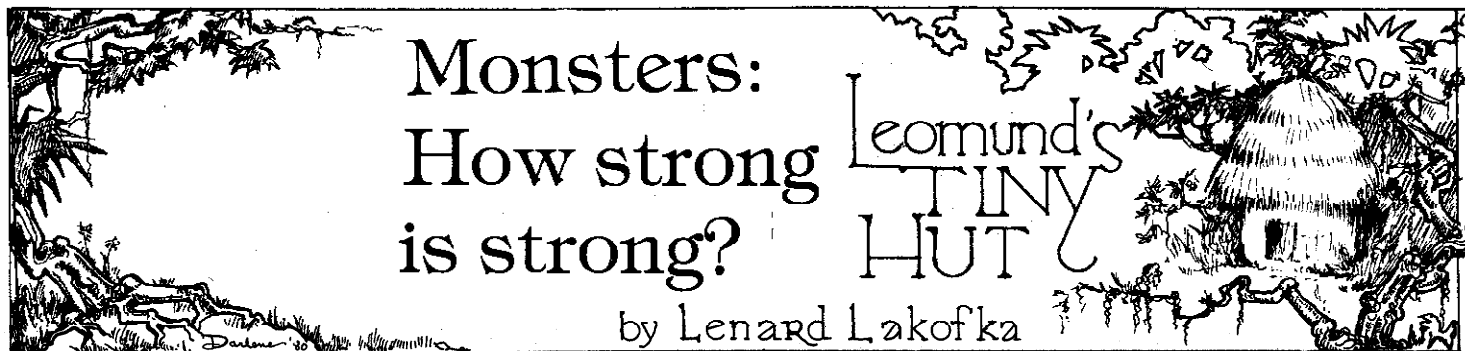 Monsters:
How strong
is strong?
Leomund's
TINY
HUT
by Lenard Lakofka
Darlene '80